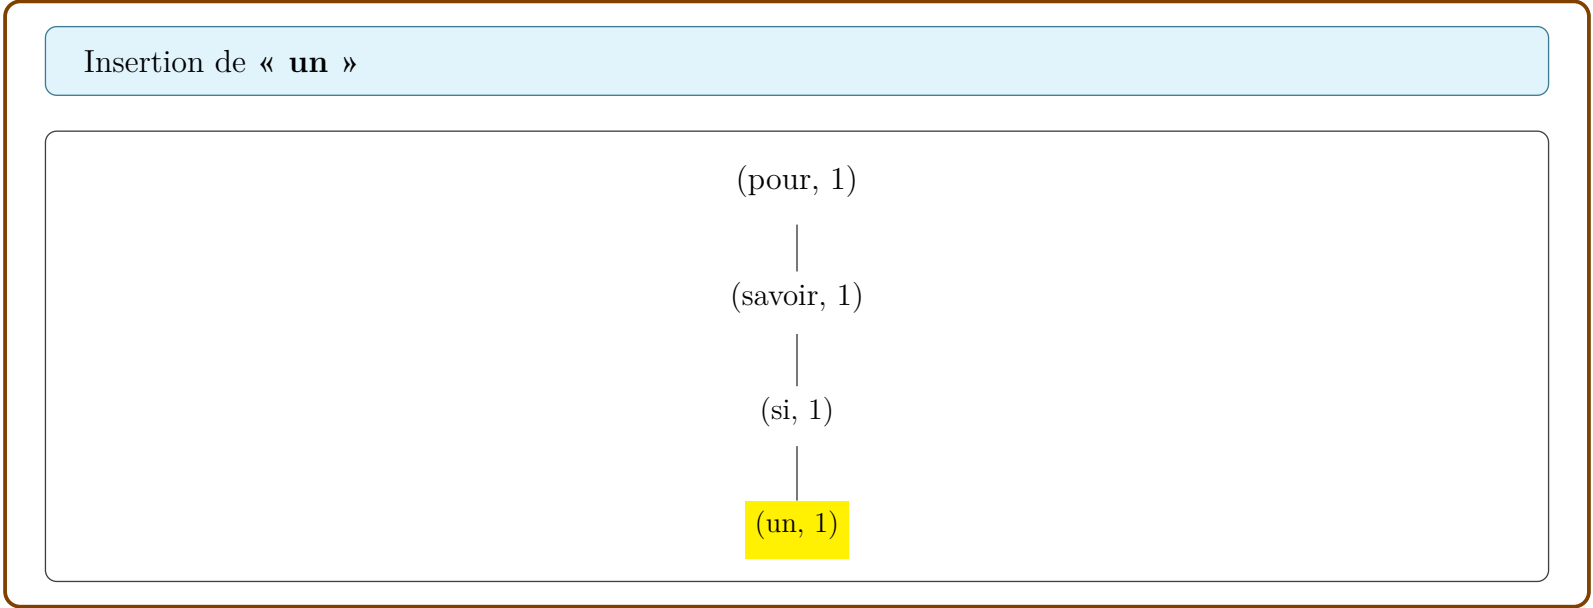 Insertion de « un »
(pour, 1)
(savoir, 1)
(si, 1)
(un, 1)